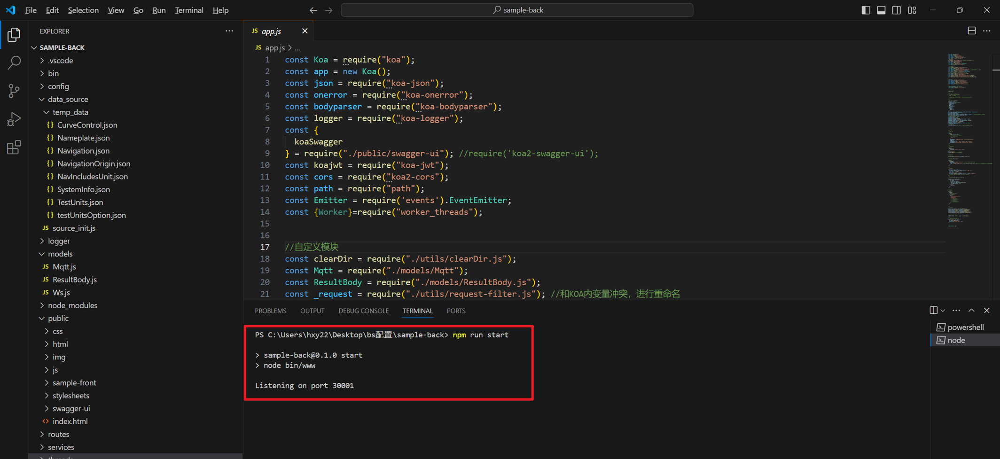 File Edit Selection View Go Run Terminal Help
sample-back
EXPLORER
SAMPLE-BACK
.vscode
bin
config
data_source
temp_data
{} CurveControl.json
{} Nameplate.json
{} Navigation.json
{} NavigationOrigin.json
{} NavIncludesUnit.json
{} SystemInfo.json
{} TestUnits.json
{} testUnitsOption.json
JS source_init.js
logger
models
JS Mqtt.js
JS ResultBody.js
JS Ws.js
node_modules
public
css
html
img
js
sample-front
stylesheets
swagger-ui
<> index.html
routes
services
threads
JS app.js
JS app.js > ...
1 const Koa = require("koa");
2 const app = new Koa();
3 const json = require("koa-json");
4 const onerror = require("koa-onerror");
5 const bodyparser = require("koa-bodyparser");
6 const logger = require("koa-logger");
7 const {
8 koaSwagger
9 } = require("./public/swagger-ui"); //require('koa2-swagger-ui');
10 const koajwt = require("koa-jwt");
11 const cors = require("koa2-cors");
12 const path = require("path");
13 const Emitter = require('events').EventEmitter;
14 const {Worker}=require("worker_threads");
15
16
17 //自定义模块
18 const clearDir = require("./utils/clearDir.js");
19 const Mqtt = require("./models/Mqtt");
20 const ResultBody = require("./models/ResultBody.js");
21 const _request = require("./utils/request-filter.js"); //和KOA内变量冲突，进行重命名
PROBLEMS OUTPUT DEBUG CONSOLE TERMINAL PORTS
PS C:\Users\hxy22\Desktop\bs配置\sample-back> npm run start
> sample-back@0.1.0 start
> node bin/www
Listening on port 30001
powershell
node